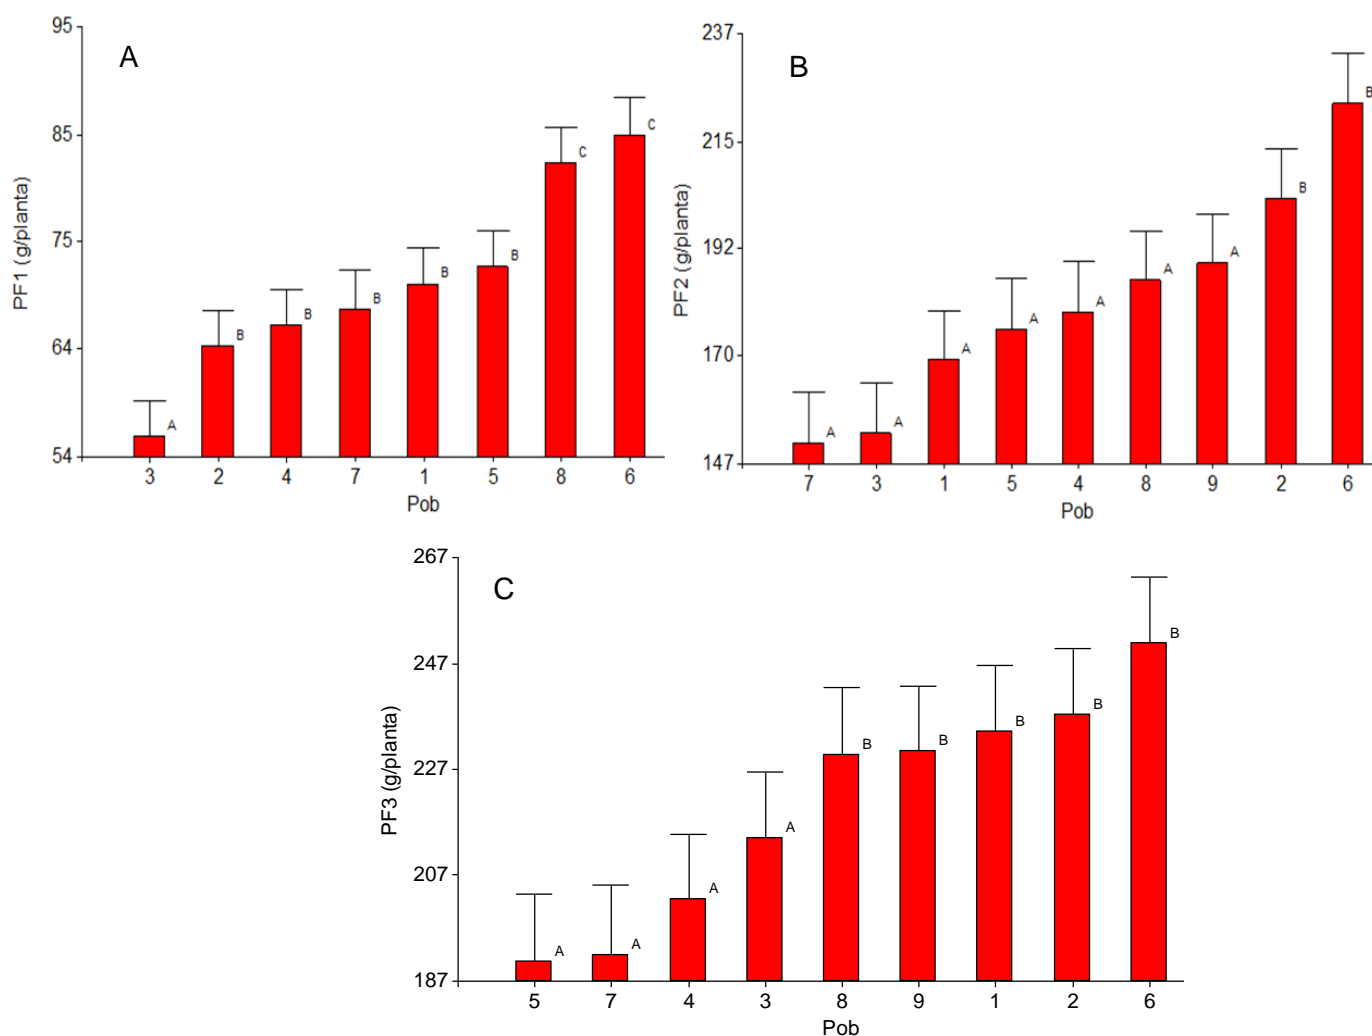 A
PF1 (g/planta)
95
85
75
64
54
A
B
B
B
B
B
C
C
3 2 4 7 1 5 8 6
Pob
B
PF2 (g/planta)
237
215
192
170
147
A
A
A
A
A
A
A
B
B
7 3 1 5 4 8 9 2 6
Pob
C
PF3 (g/planta)
267
247
227
207
187
A
A
A
A
B
B
B
B
B
5 7 4 3 8 9 1 2 6
Pob